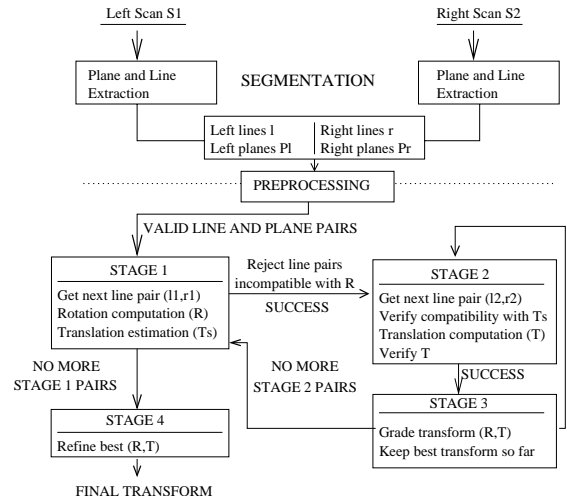 Left Scan S1
Right Scan S2
Plane and Line
Extraction
SEGMENTATION
Plane and Line
Extraction
Left lines l
Left planes Pl
Right lines r
Right planes Pr
PREPROCESSING
VALID LINE AND PLANE PAIRS
STAGE 1
Get next line pair (l1,r1)
Rotation computation (R)
Translation estimation (Ts)
Reject line pairs
incompatible with R
SUCCESS
STAGE 2
Get next line pair (l2,r2)
Verify compatibility with Ts
Translation computation (T)
Verify T
NO MORE
STAGE 1 PAIRS
NO MORE
STAGE 2 PAIRS
SUCCESS
STAGE 4
Refine best (R,T)
STAGE 3
Grade transform (R,T)
Keep best transform so far
FINAL TRANSFORM